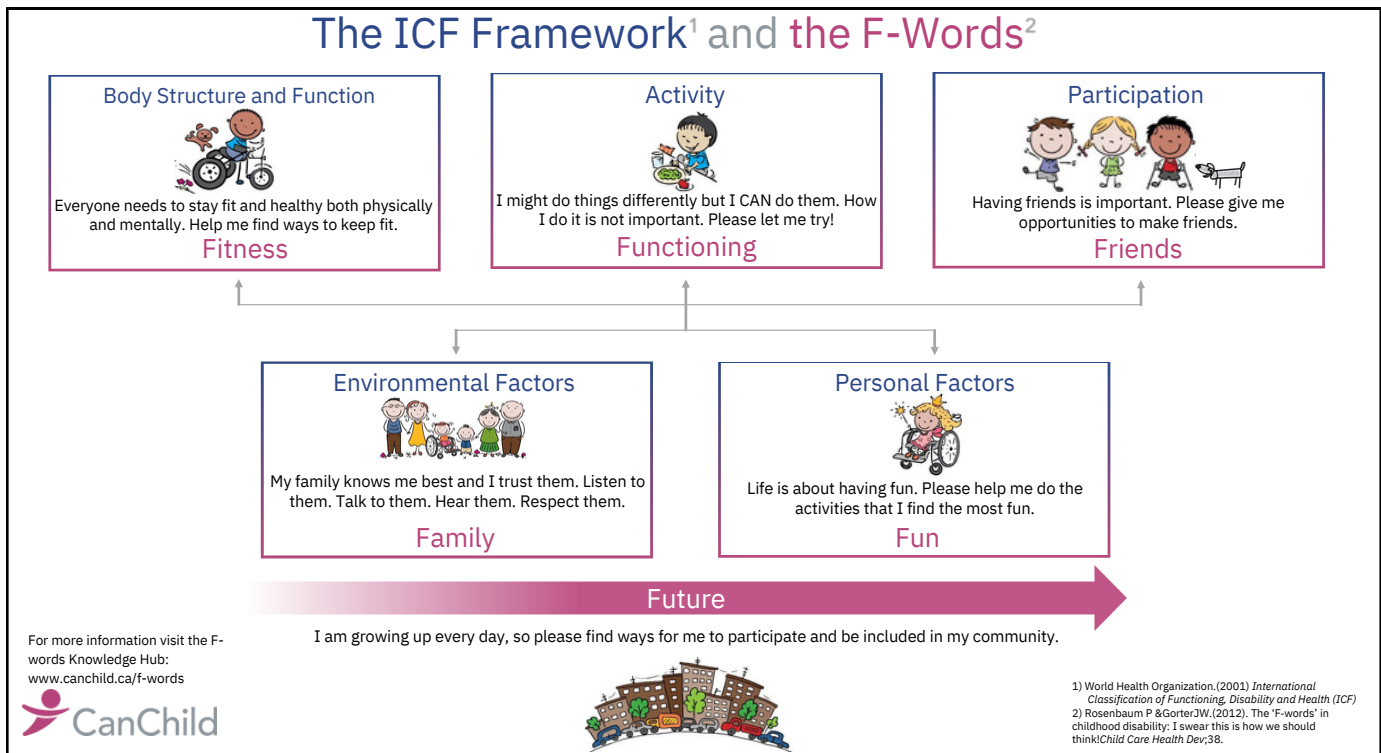 The ICF Framework¹ and the F-Words²
Body Structure and Function
Everyone needs to stay fit and healthy both physically
and mentally. Help me find ways to keep fit.
Fitness
Activity
I might do things differently but I CAN do them. How
I do it is not important. Please let me try!
Functioning
Participation
Having friends is important. Please give me
opportunities to make friends.
Friends
Environmental Factors
My family knows me best and I trust them. Listen to
them. Talk to them. Hear them. Respect them.
Family
Personal Factors
Life is about having fun. Please help me do the
activities that I find the most fun.
Fun
Future
I am growing up every day, so please find ways for me to participate and be included in my community.
For more information visit the F-
words Knowledge Hub:
www.canchild.ca/f-words
CanChild
1) World Health Organization.(2001) International
Classification of Functioning, Disability and Health (ICF)
2) Rosenbaum P &GorterJW.(2012). The ‘F-words’ in
childhood disability: I swear this is how we should
think!Child Care Health Dev;38.